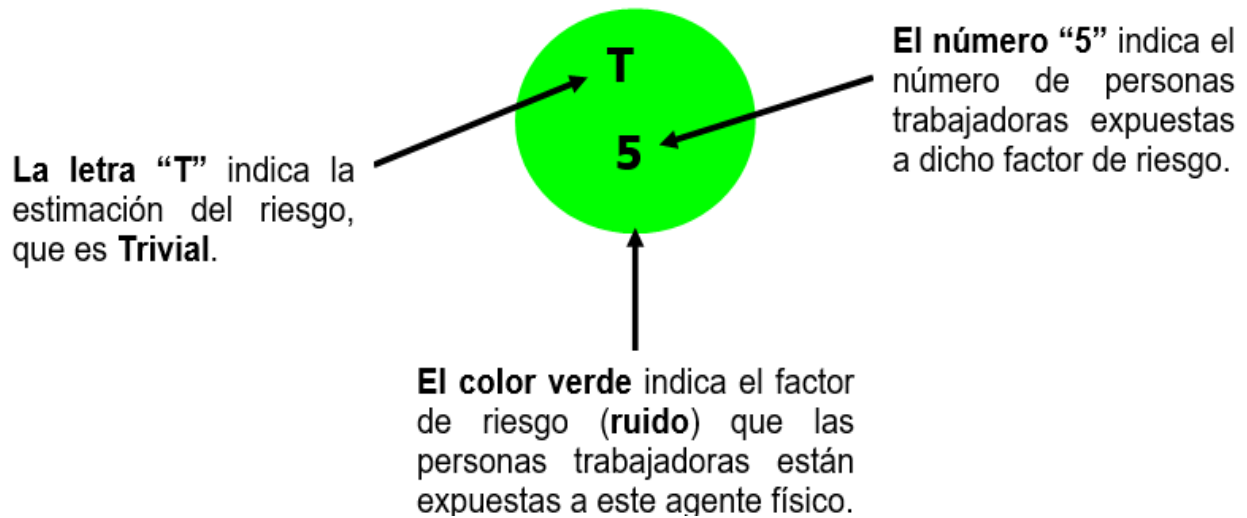 T
5
El número “5” indica el
número de personas
trabajadoras expuestas
a dicho factor de riesgo.
La letra “T” indica la
estimación del riesgo,
que es Trivial.
El color verde indica el factor
de riesgo (ruido) que las
personas trabajadoras están
expuestas a este agente físico.